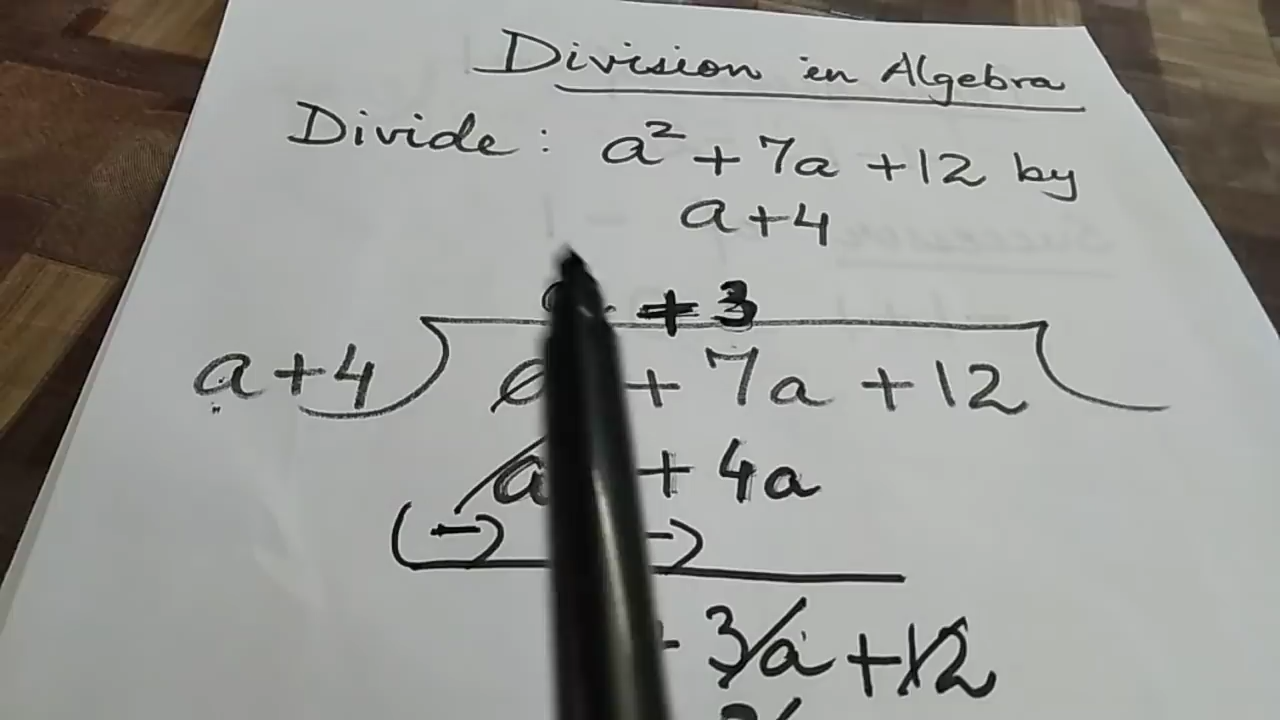 Division in Algebra
Divide : a² + 7a + 12 by
a + 4
+ 3
a + 4 + 7a + 12
a + 4a
(-) -)
3a + 12